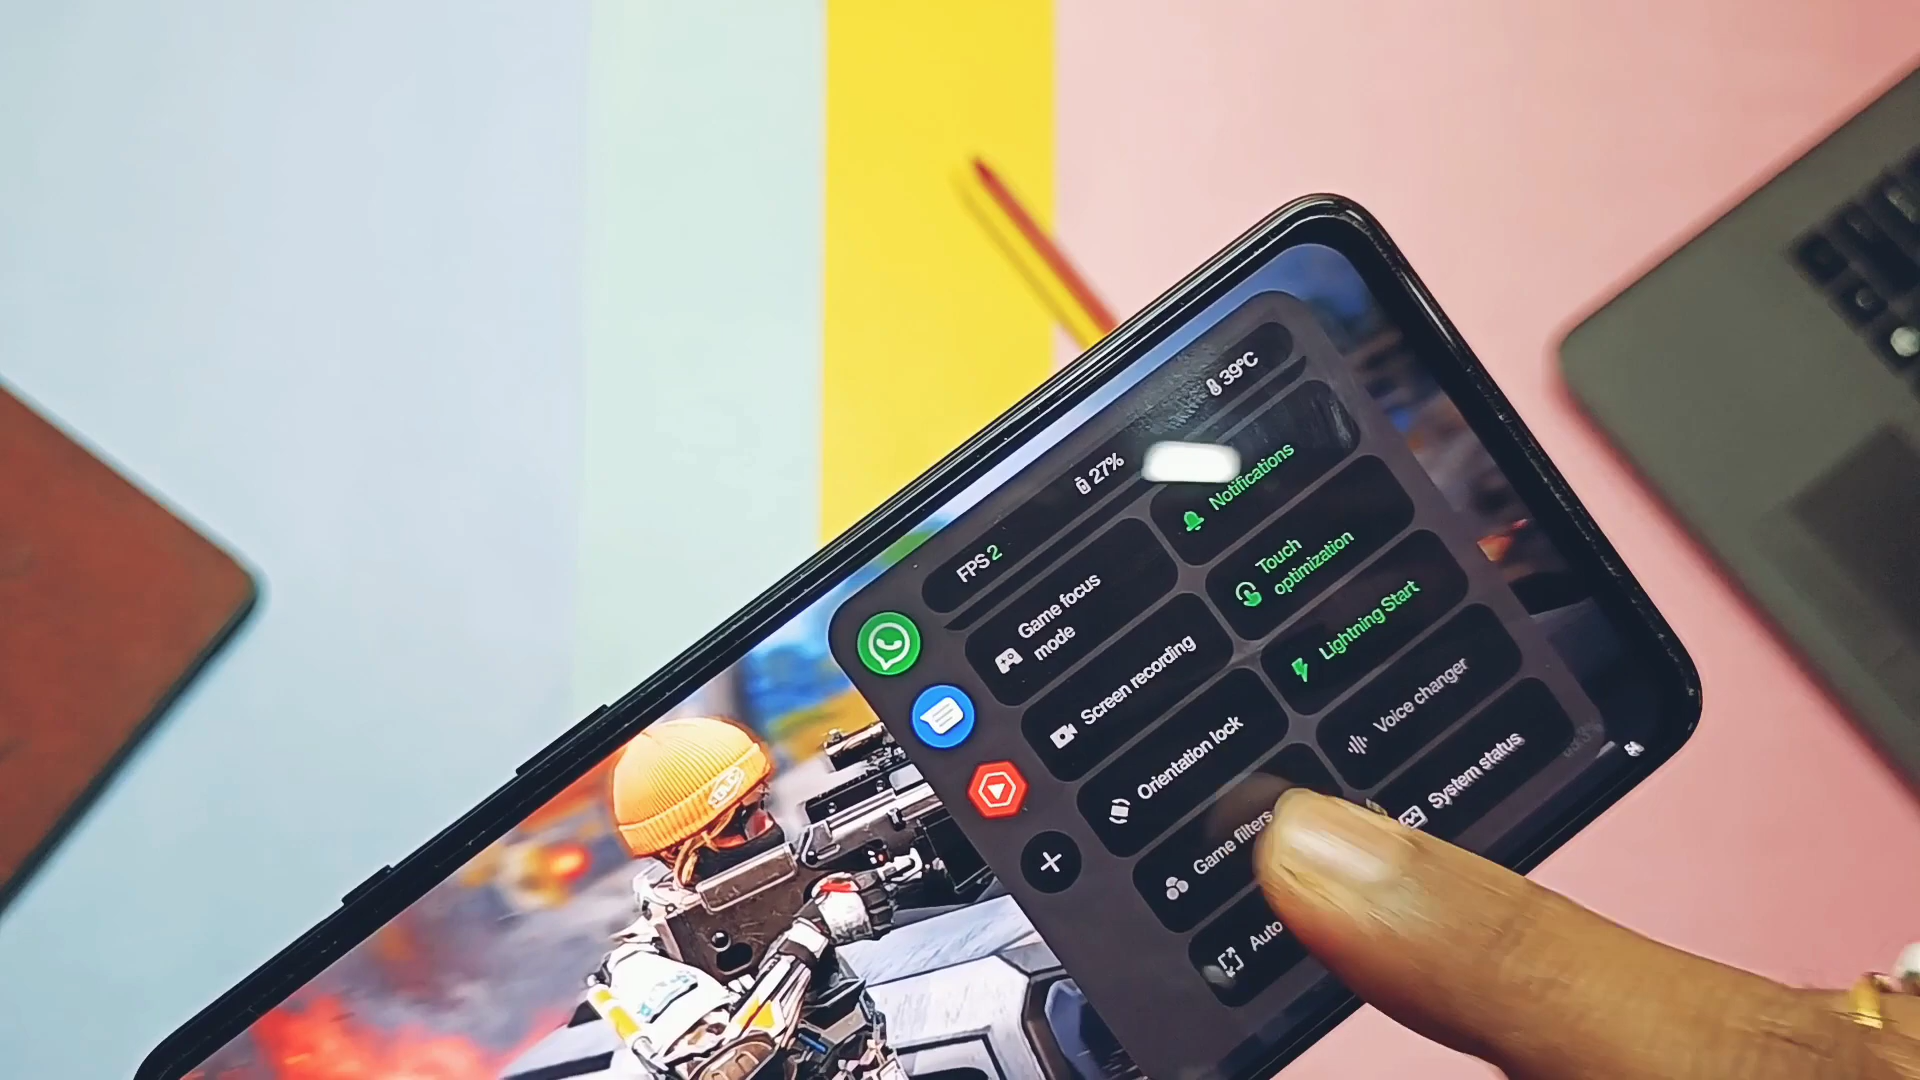 FPS 2
27%
39°C
Game focus
mode
Notifications
Screen recording
Touch
optimization
Orientation lock
Lightning Start
Game filters
Voice changer
Auto
System status